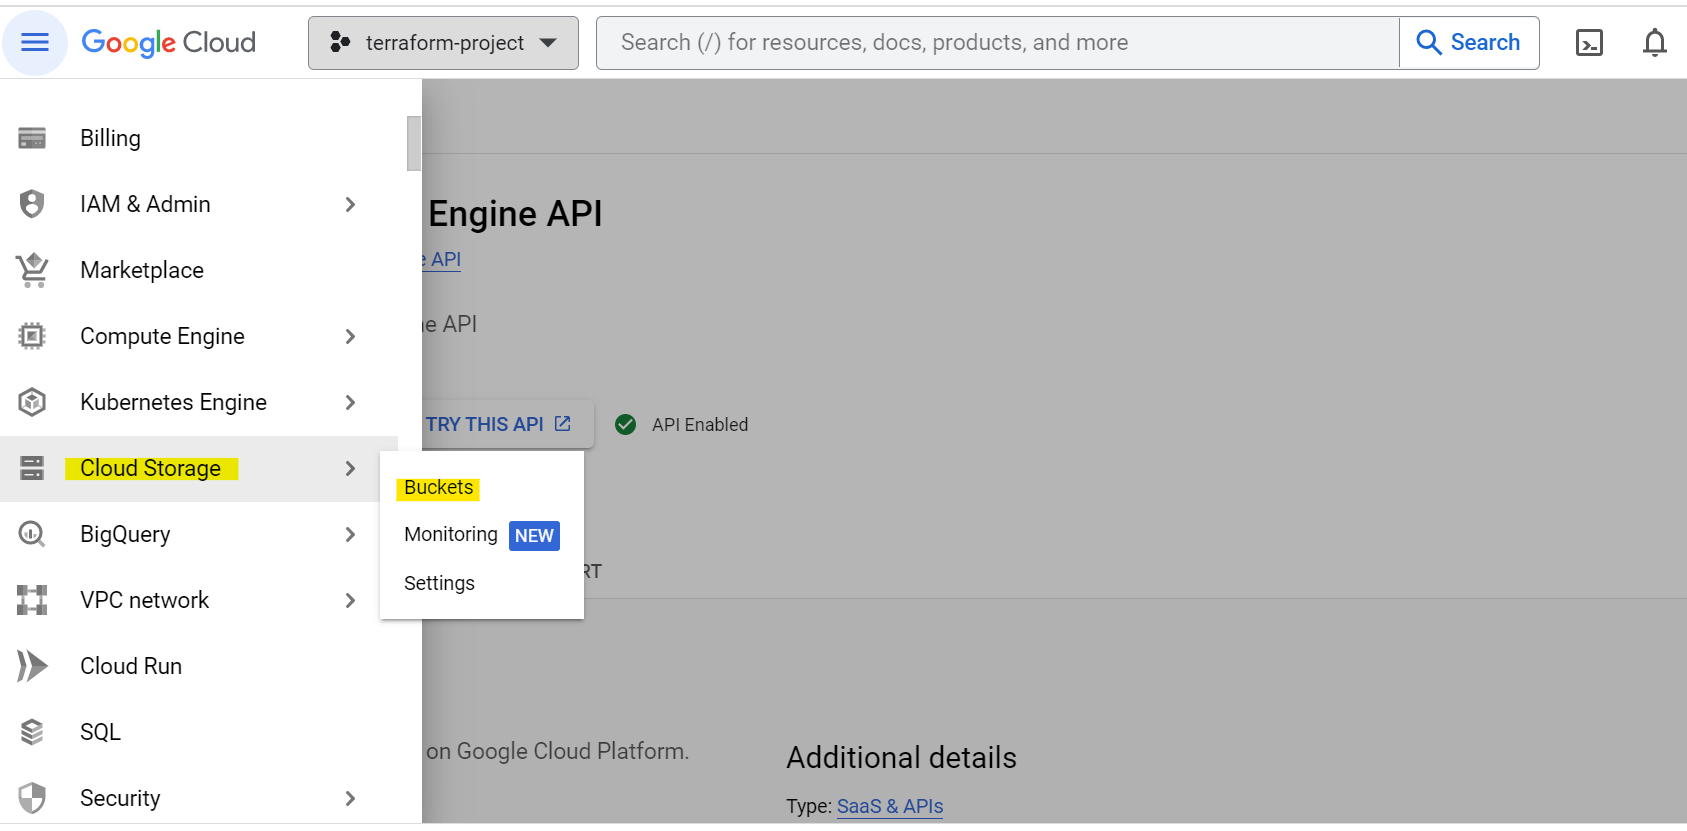 Google Cloud
terraform-project
Search (/) for resources, docs, products, and more
Search
Billing
IAM & Admin
Marketplace
Compute Engine
Kubernetes Engine
Cloud Storage
BigQuery
VPC network
Cloud Run
SQL
Security
Buckets
Monitoring NEW
Settings
Engine API
API
API
TRY THIS API
API Enabled
on Google Cloud Platform.
Additional details
Type: SaaS & APIs